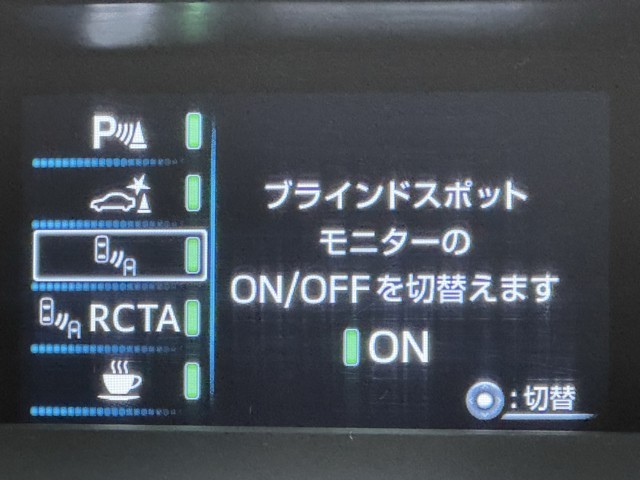 P
RCTA
ブラインドスポット
モニターの
ON/OFFを切替えます
ON
:切替